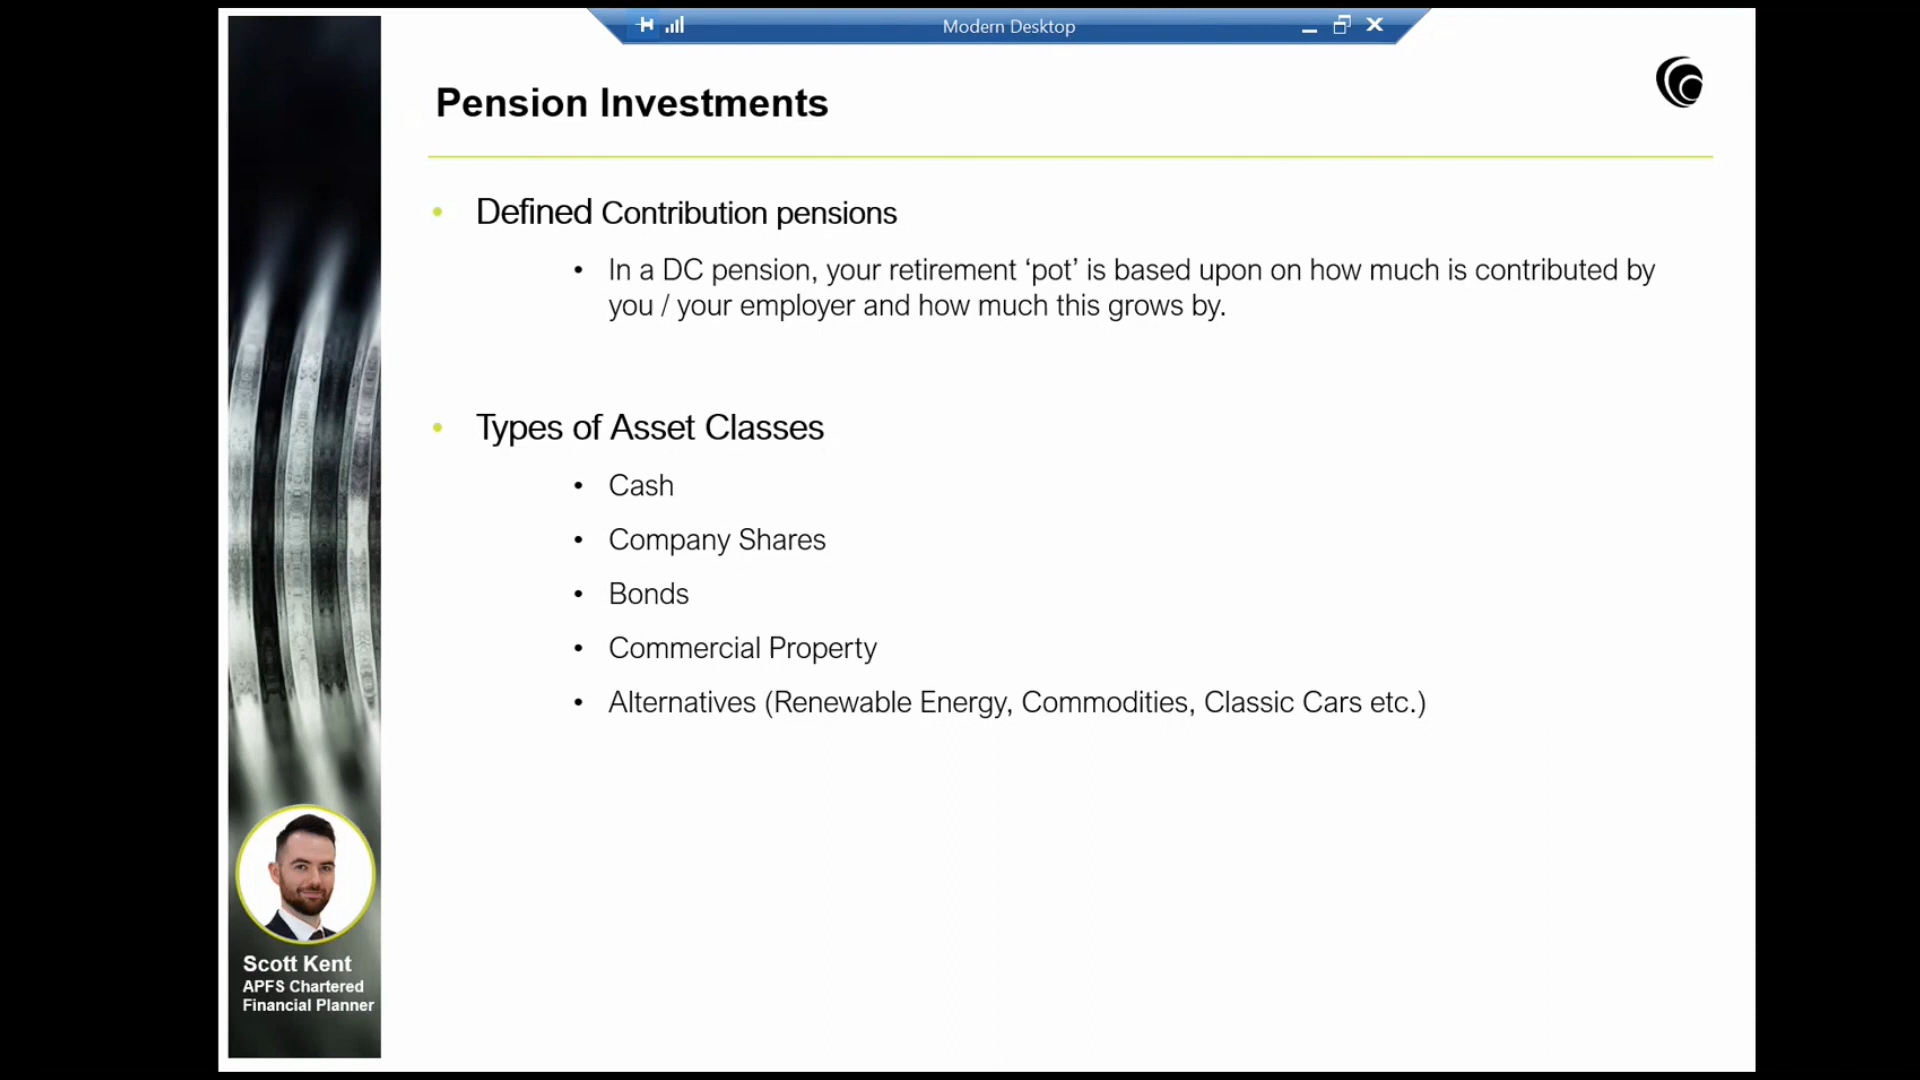 Modern Desktop
Pension Investments
• Defined Contribution pensions
• In a DC pension, your retirement ‘pot’ is based upon on how much is contributed by
you / your employer and how much this grows by.
• Types of Asset Classes
• Cash
• Company Shares
• Bonds
• Commercial Property
• Alternatives (Renewable Energy, Commodities, Classic Cars etc.)
Scott Kent
APFS Chartered
Financial Planner